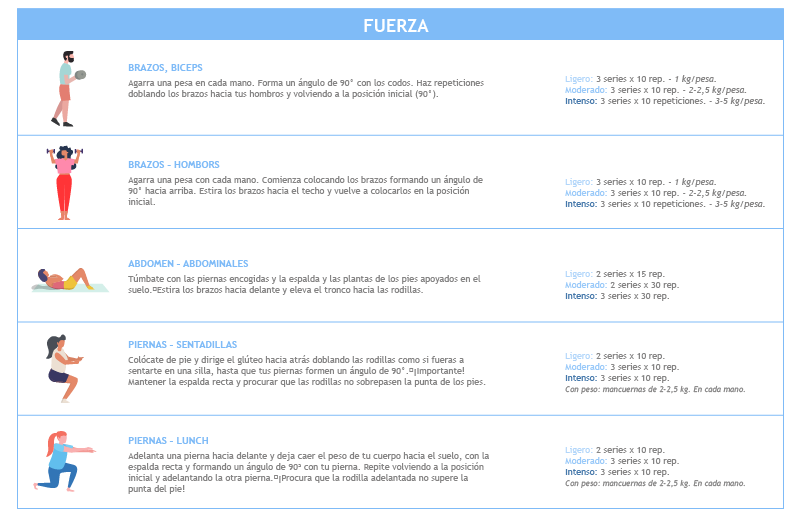 FUERZA
BRAZOS, BICEPS
Agarra una pesa en cada mano. Forma un ángulo de 90° con los codos. Haz repeticiones
doblando los brazos hacia tus hombros y volviendo a la posición inicial (90°).
Ligero: 3 series x 10 rep. - 1 kg/pesa.
Moderado: 3 series x 10 rep. - 2-2,5 kg/pesa.
Intenso: 3 series x 10 repeticiones. - 3-5 kg/pesa.
BRAZOS - HOMBORS
Agarra una pesa con cada mano. Comienza colocando los brazos formando un ángulo de
90° hacia arriba. Estira los brazos hacia el techo y vuelve a colocarlos en la posición
inicial.
Ligero: 3 series x 10 rep. - 1 kg/pesa.
Moderado: 3 series x 10 rep. - 2-2,5 kg/pesa.
Intenso: 3 series x 10 repeticiones. - 3-5 kg/pesa.
ABDOMEN - ABDOMINALES
Túmbate con las piernas encogidas y la espalda y las plantas de los pies apoyados en el
suelo.¤Estira los brazos hacia delante y eleva el tronco hacia las rodillas.
Ligero: 2 series x 15 rep.
Moderado: 2 series x 30 rep.
Intenso: 3 series x 30 rep.
PIERNAS - SENTADILLAS
Colócate de pie y dirige el glúteo hacia atrás doblando las rodillas como si fueras a
sentarte en una silla, hasta que tus piernas formen un ángulo de 90°.¤¡Importante!
Mantener la espalda recta y procurar que las rodillas no sobrepasen la punta de los pies.
Ligero: 2 series x 10 rep.
Moderado: 3 series x 10 rep.
Intenso: 3 series x 10 rep.
Con peso: mancuernas de 2-2,5 kg. En cada mano.
PIERNAS - LUNCH
Adelanta una pierna hacia delante y deja caer el peso de tu cuerpo hacia el suelo, con la
espalda recta y formando un ángulo de 90º con tu pierna. Repite volviendo a la posición
inicial y adelantando la otra pierna.¤¡Procura que la rodilla adelantada no supere la
punta del pie!
Ligero: 2 series x 10 rep.
Moderado: 3 series x 10 rep.
Intenso: 3 series x 10 rep.
Con peso: mancuernas de 2-2,5 kg. En cada mano.